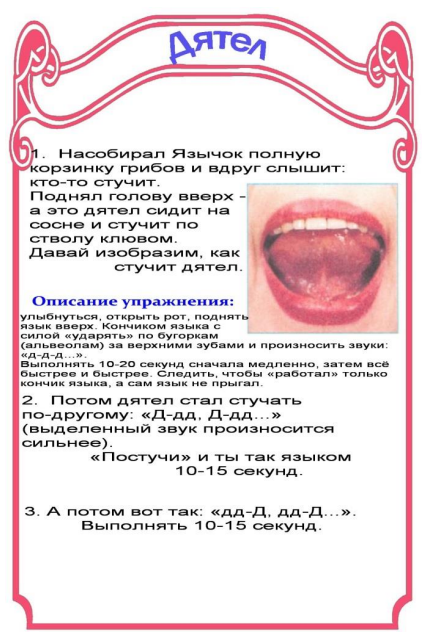 Дятел
1. Насобирал Язычок полную
корзинку грибов и вдруг слышит:
кто-то стучит.
Поднял голову вверх -
а это дятел сидит на
сосне и стучит по
стволу клювом.
Давай изобразим, как
стучит дятел.
Описание упражнения:
улыбнуться, открыть рот, поднять
язык вверх. Кончиком языка с
силой «ударять» по бугоркам
(альвеолам) за верхними зубами и произносить звуки:
«д-д-д...».
Выполнять 10-20 секунд сначала медленно, затем всё
быстрее и быстрее. Следить, чтобы «работал» только
кончик языка, а сам язык не прыгал.
2. Потом дятел стал стучать
по-другому: «Д-дд, Д-дд...»
(выделенный звук произносится
сильнее).
«Постучи» и ты так языком
10-15 секунд.
3. А потом вот так: «дд-Д, дд-Д...».
Выполнять 10-15 секунд.